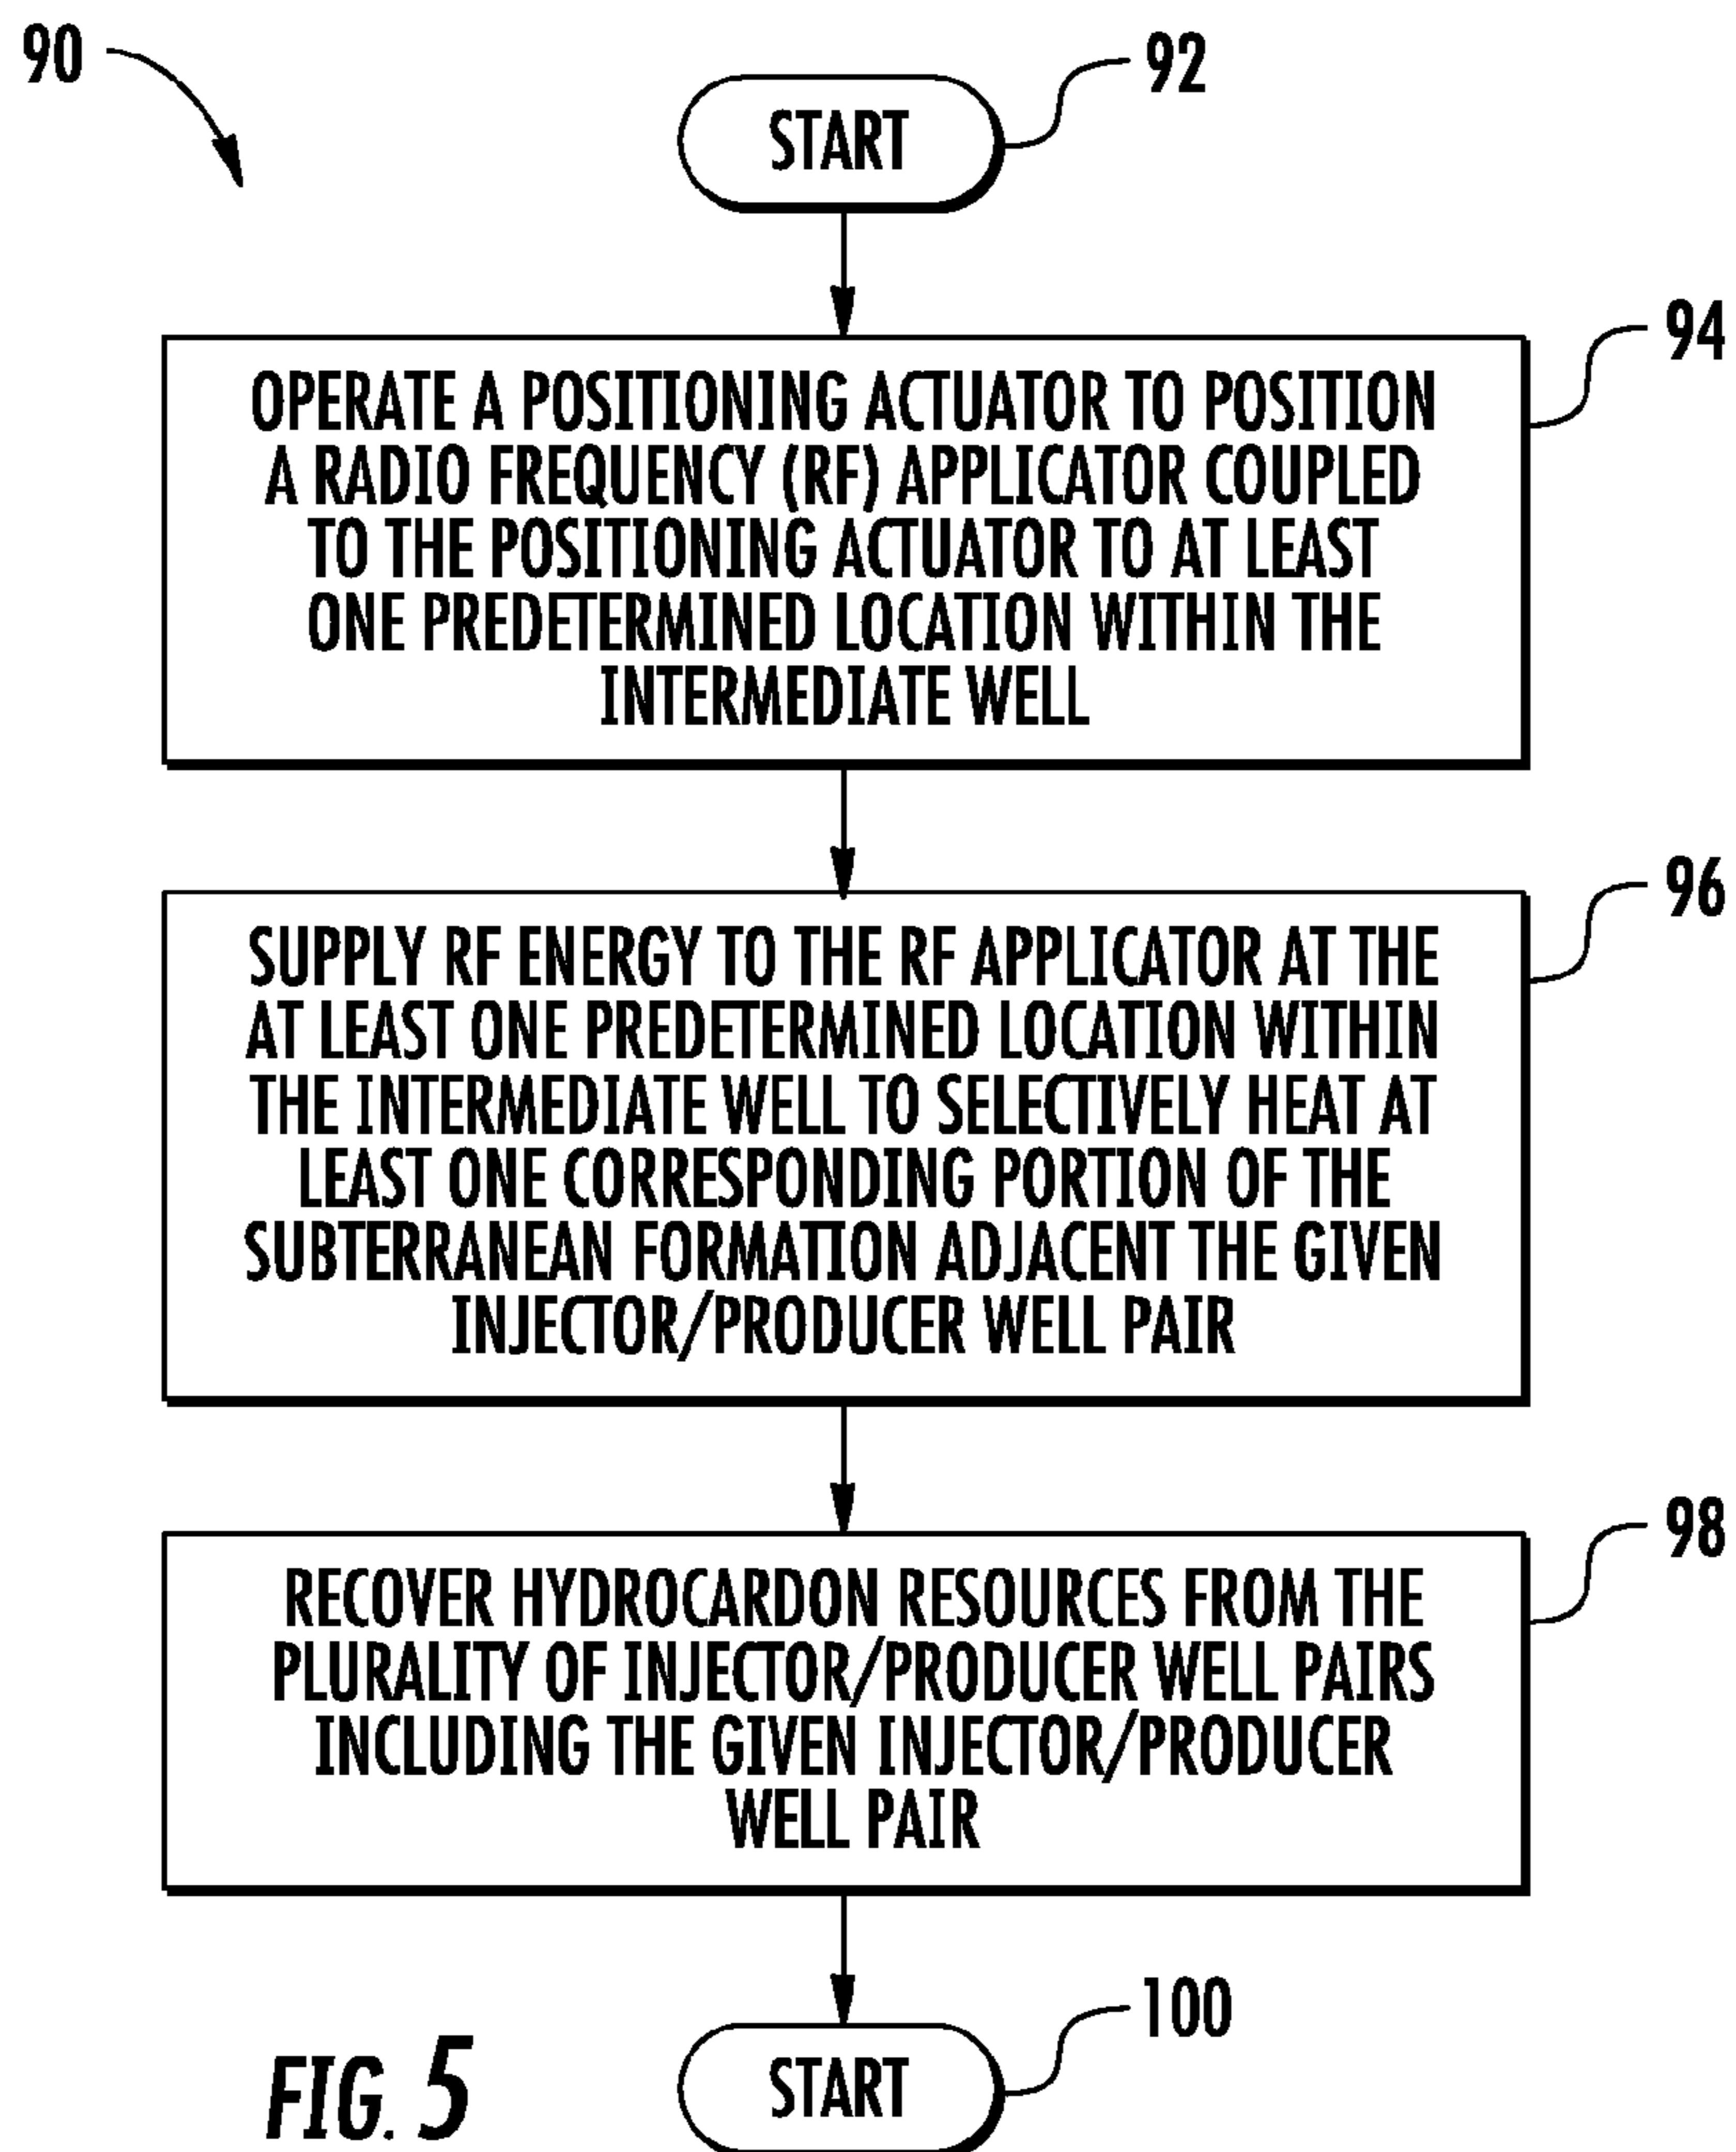 90
92
START
94
OPERATE A POSITIONING ACTUATOR TO POSITION
A RADIO FREQUENCY (RF) APPLICATOR COUPLED
TO THE POSITIONING ACTUATOR TO AT LEAST
ONE PREDETERMINED LOCATION WITHIN THE
INTERMEDIATE WELL
96
SUPPLY RF ENERGY TO THE RF APPLICATOR AT THE
AT LEAST ONE PREDETERMINED LOCATION WITHIN
THE INTERMEDIATE WELL TO SELECTIVELY HEAT AT
LEAST ONE CORRESPONDING PORTION OF THE
SUBTERRANEAN FORMATION ADJACENT THE GIVEN
INJECTOR/PRODUCER WELL PAIR
98
RECOVER HYDROCARDON RESOURCES FROM THE
PLURALITY OF INJECTOR/PRODUCER WELL PAIRS
INCLUDING THE GIVEN INJECTOR/PRODUCER
WELL PAIR
100
START
FIG. 5